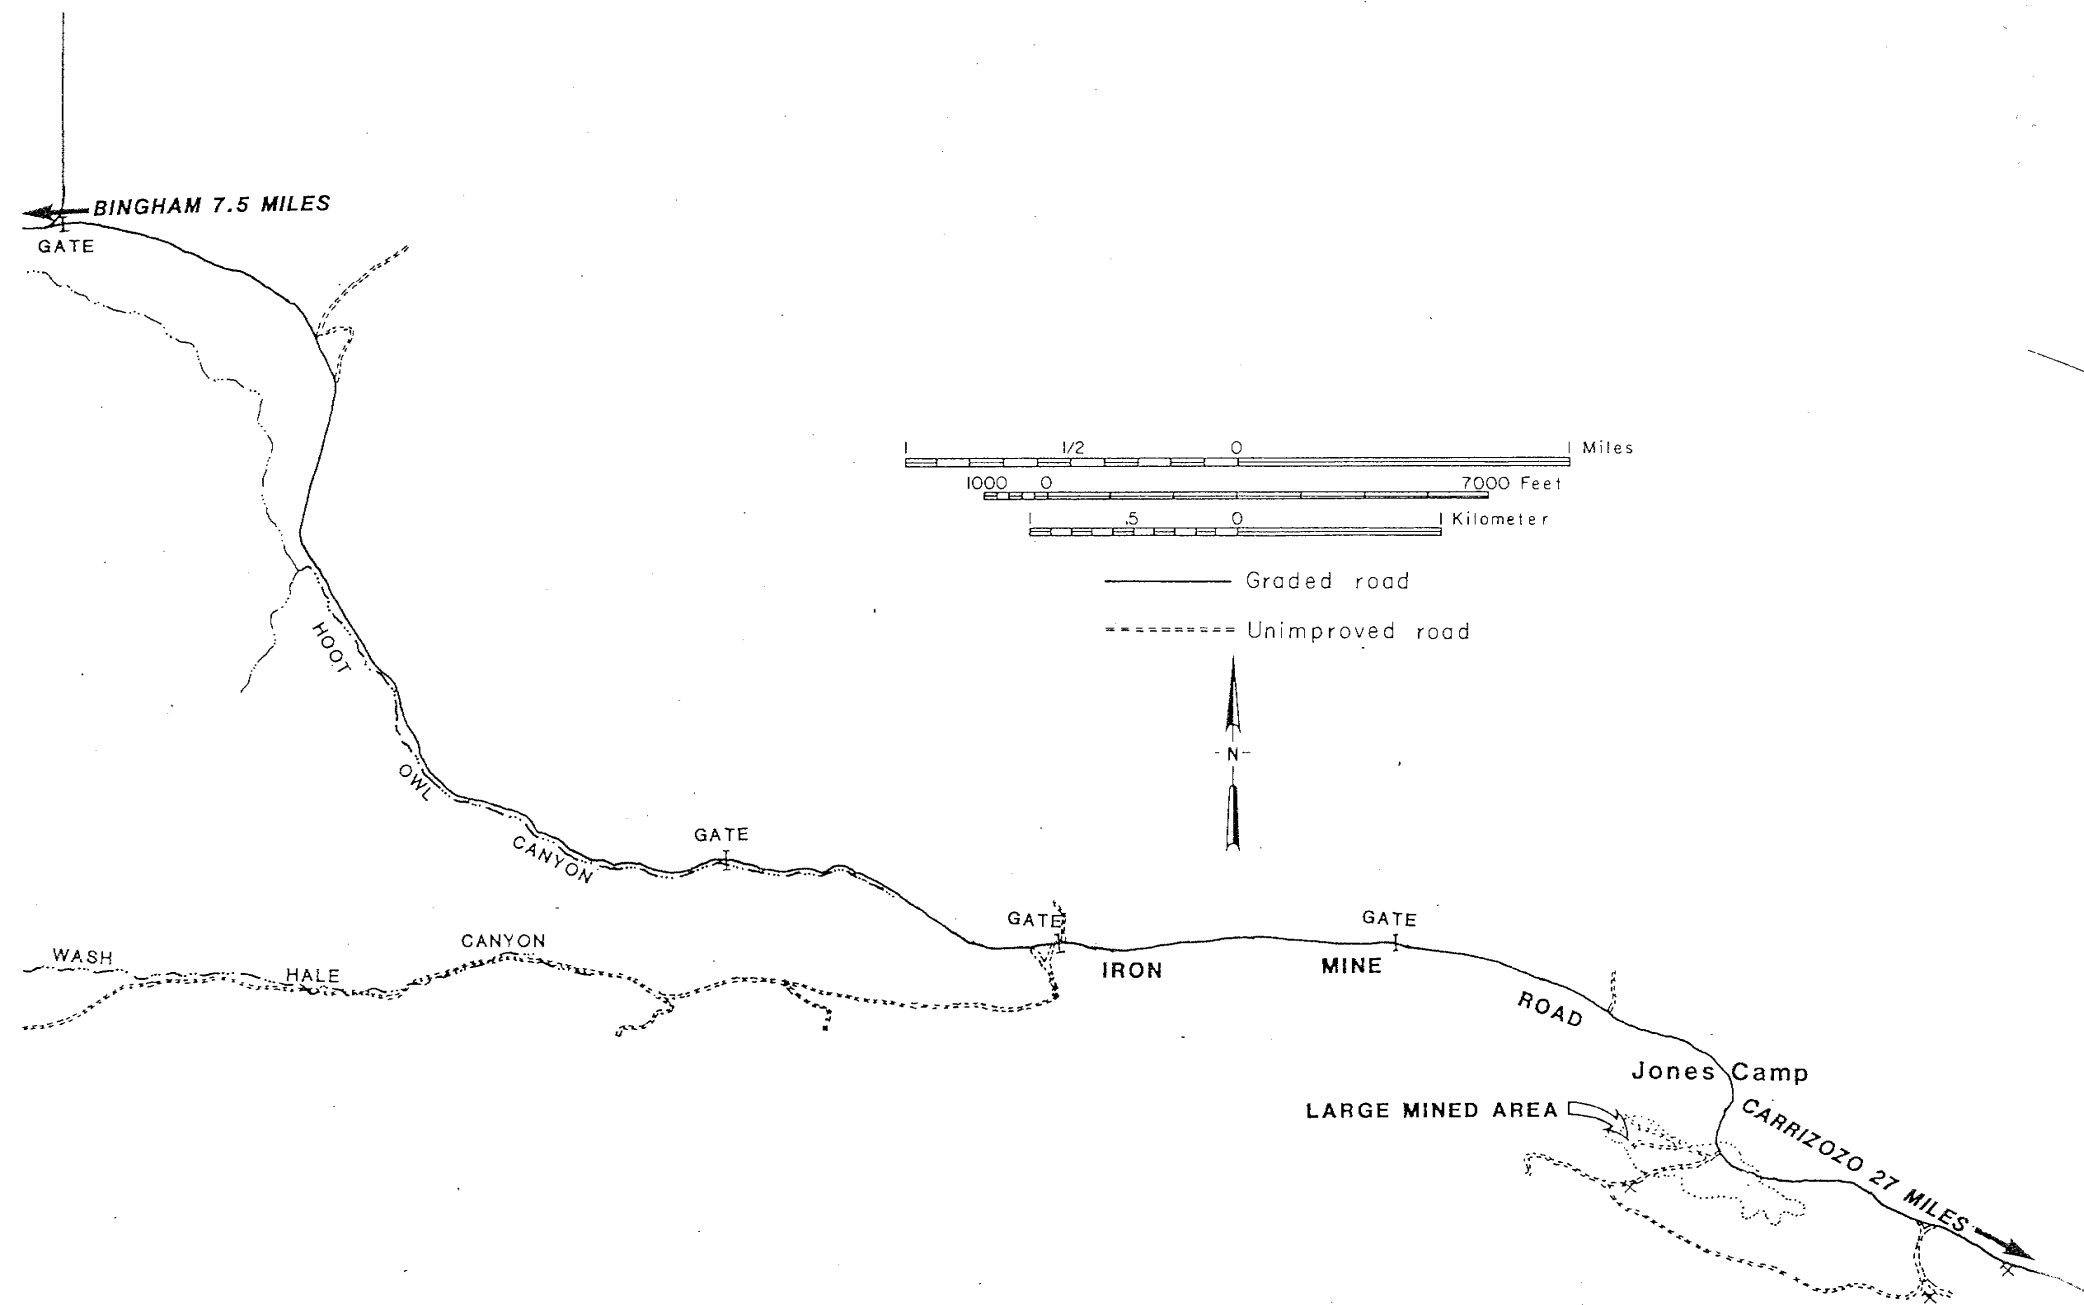 BINGHAM 7.5 MILES
GATE
1 1/2 0 1 Miles
1000 0 7000 Feet
1 .5 0 1 Kilometer
Graded road
Unimproved road
HOOT
N
OWL
GATE
CANYON
GATE
GATE
CANYON
WASH
HALE
IRON
MINE
ROAD
Jones Camp
LARGE MINED AREA
CARRIZOZO 27 MILES